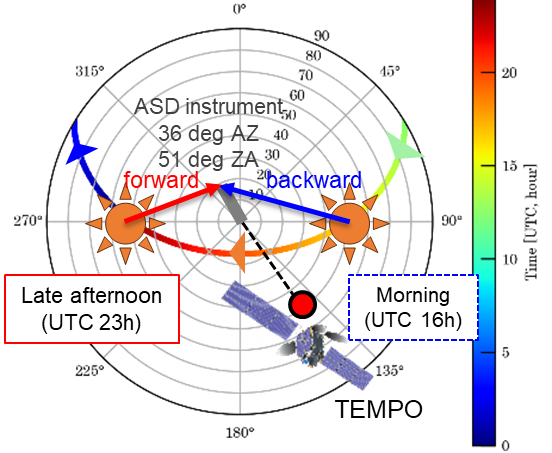 0°
45°
90°
135°
180°
225°
270°
315°
90
80
70
60
50
40
30
20
10
ASD instrument
36 deg AZ
51 deg ZA
forward
backward
Late afternoon
(UTC 23h)
Morning
(UTC 16h)
TEMPO
20
15
10
5
0
Time [UTC, hour]